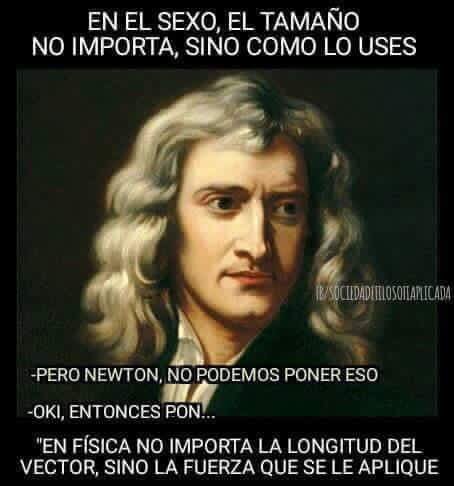 EN EL SEXO, EL TAMAÑO
NO IMPORTA, SINO COMO LO USES
FB/SOCIEDADFILOSOFIAPLICADA
-PERO NEWTON, NO PODEMOS PONER ESO
-OKI, ENTONCES PON...
"EN FÍSICA NO IMPORTA LA LONGITUD DEL
VECTOR, SINO LA FUERZA QUE SE LE APLIQUE